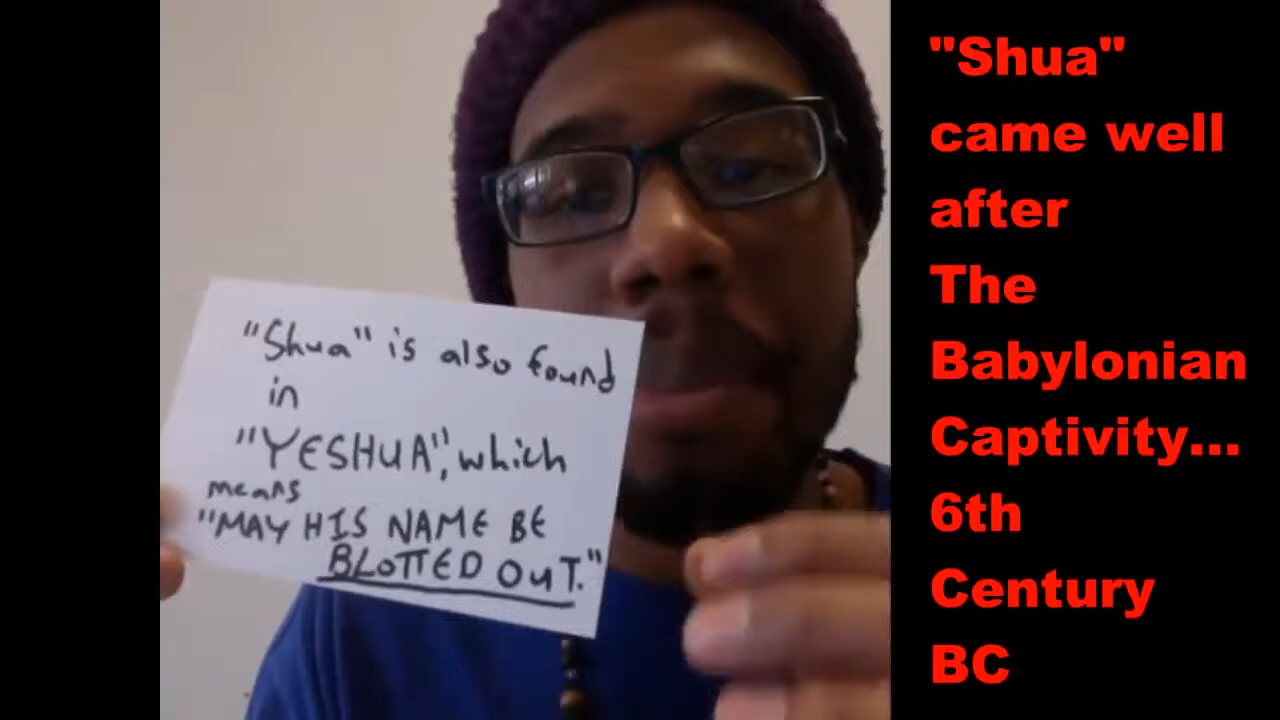 "Shua" is also found
in
"YESHUA", which
means
"MAY HIS NAME BE
BLOTTED OUT."
"Shua"
came well
after
The
Babylonian
Captivity...
6th
Century
BC